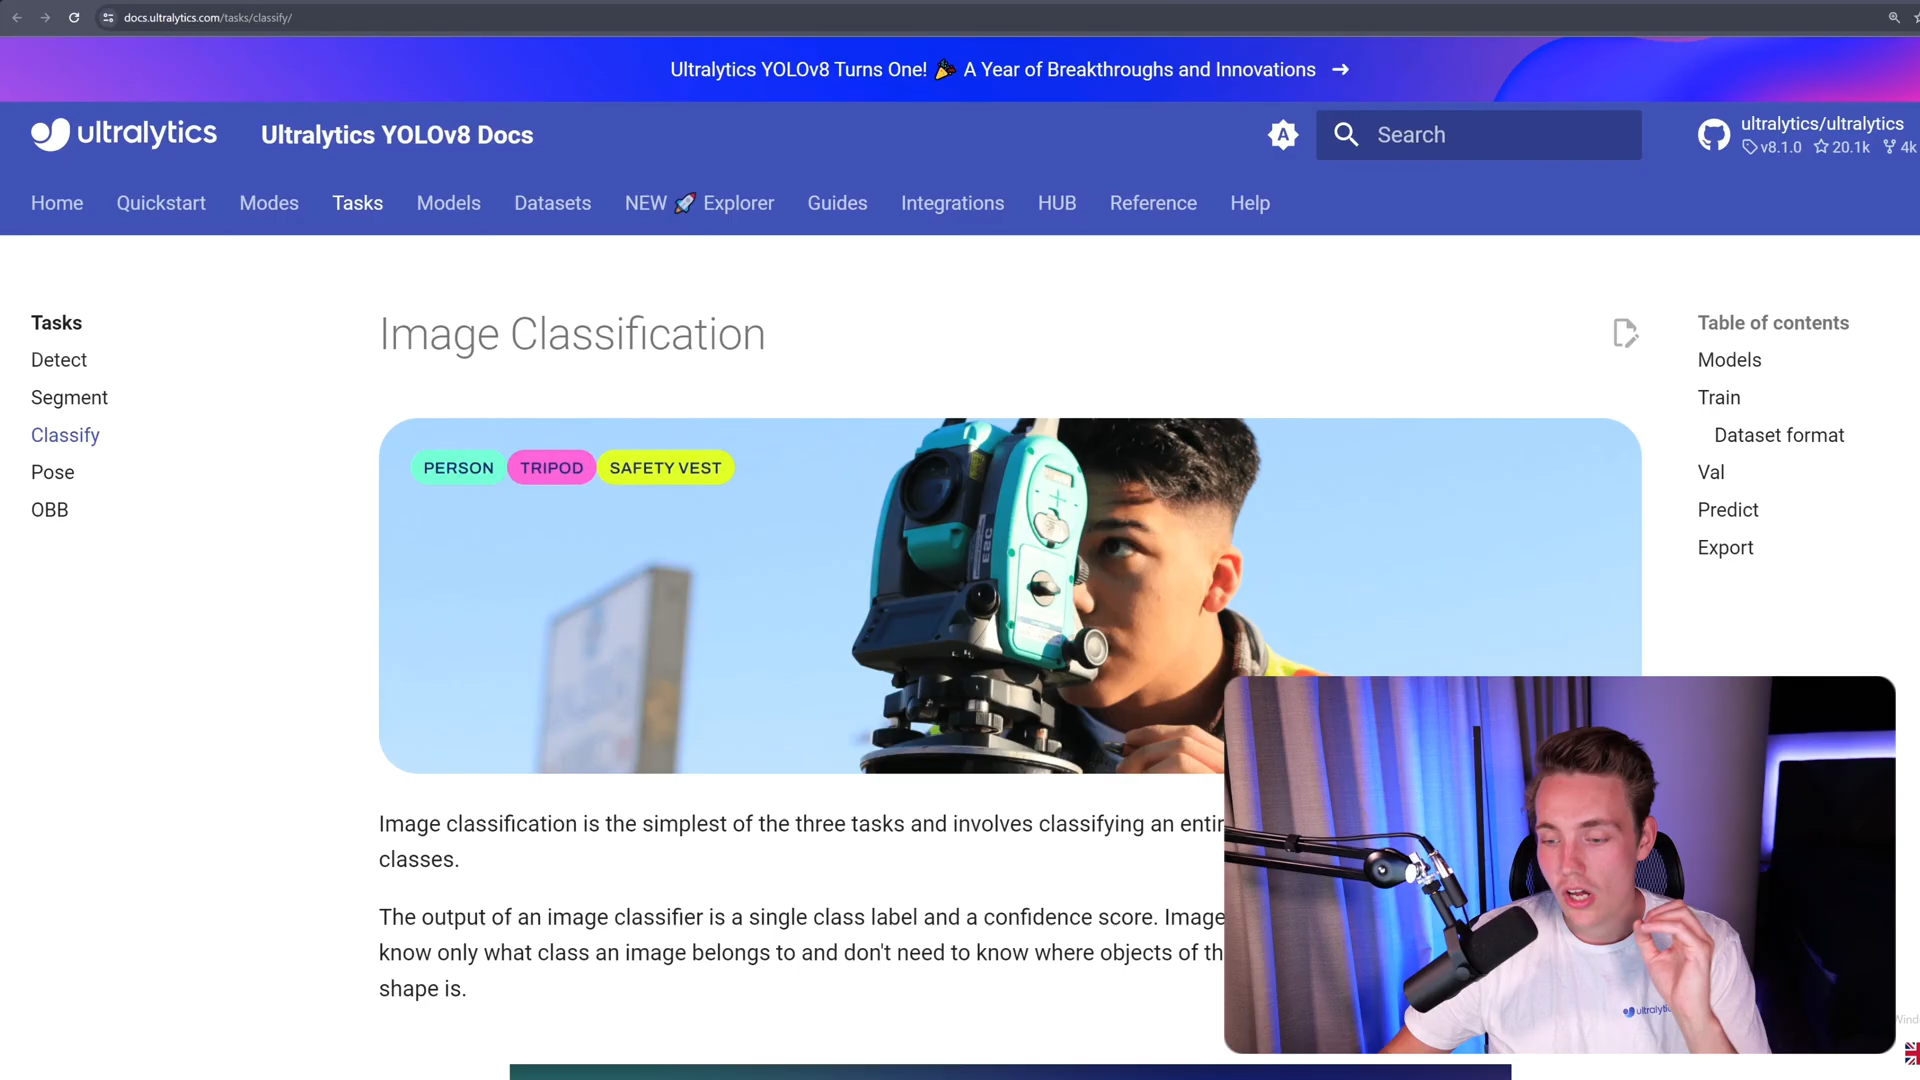 docs.ultralytics.com/tasks/classify/
Ultralytics YOLOv8 Turns One! 🎉 A Year of Breakthroughs and Innovations →
ultralytics
Ultralytics YOLOv8 Docs
A
Search
ultralytics/ultralytics
v8.1.0 20.1k 4k
Home Quickstart Modes Tasks Models Datasets NEW 🚀 Explorer Guides Integrations HUB Reference Help
Tasks
Detect
Segment
Classify
Pose
OBB
Image Classification
PERSON TRIPOD SAFETY VEST
Image classification is the simplest of the three tasks and involves classifying an entir
classes.
The output of an image classifier is a single class label and a confidence score. Image
know only what class an image belongs to and don't need to know where objects of th
shape is.
Table of contents
Models
Train
Dataset format
Val
Predict
Export
ultralytic
Wind